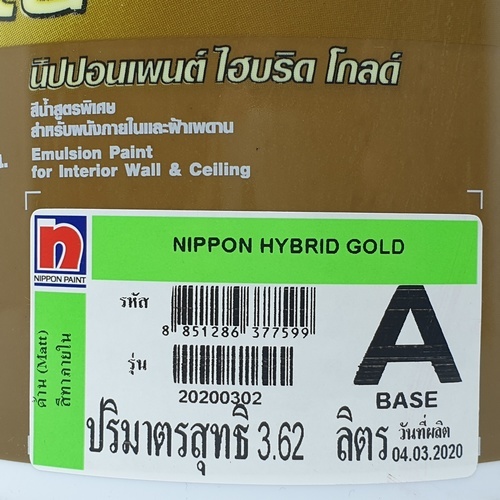 นิปปอนเพนต์ ไฮบริด โกลด์
สีน้ำสูตรพิเศษ
สำหรับผนังภายในและฝ้าเพดาน
Emulsion Paint
for Interior Wall & Ceiling
n
NIPPON PAINT
NIPPON HYBRID GOLD
ด้าน (Matt)
สีทาภายใน
รหัส
8 851286 377599
รุ่น
20200302
A
BASE
ปริมาตรสุทธิ 3.62 ลิตร
วันที่ผลิต
04.03.2020